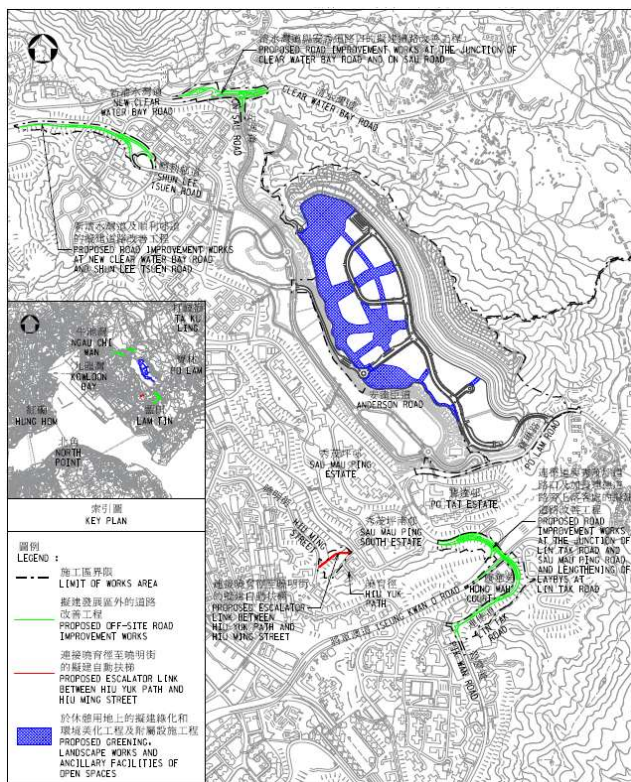 清水灣道與安秀道路口的擬建道路改善工程
PROPOSED ROAD IMPROVEMENT WORKS AT THE JUNCTION OF
CLEAR WATER BAY ROAD AND ON SAU ROAD
新清水灣道
NEW CLEAR
WATER BAY ROAD
清水灣道
CLEAR WATER BAY ROAD
ON SAU ROAD
順利邨道
SHUN LEE
TSUEN ROAD
新清水灣道及順利邨道
的擬建道路改善工程
PROPOSED ROAD IMPROVEMENT WORKS
AT NEW CLEAR WATER BAY ROAD
AND SHUN LEE TSUEN ROAD
TA KU
LING
牛池灣
NGAU CHI
WAN
九龍灣
KOWLOON
BAY
寶林
PO LAM
紅磡
HUNG HOM
藍田
LAM TIN
北角
NORTH
POINT
索引圖
KEY PLAN
安達臣道
ANDERSON ROAD
寶琳路
PO LAM ROAD
秀茂坪邨
SAU MAU PING
ESTATE
寶達邨
PO TAT ESTATE
曉明街
HIU MING
STREET
秀茂坪南邨
SAU MAU PING
SOUTH ESTATE
曉育徑
HIU YUK
PATH
連接曉育徑至曉明街
的擬建自動扶梯
PROPOSED ESCALATOR
LINK BETWEEN
HIU YUK PATH AND
HIU MING STREET
將軍澳道 TSEUNG KWAN O ROAD
PROPOSED ROAD
IMPROVEMENT WORKS
AT THE JUNCTION OF
LIN TAK ROAD AND
SAU MAU PING ROAD
AND LENGTHENING OF
LAYBYS AT
LIN TAK ROAD
康華苑
HONG WAH
COURT
連德道
LIN TAK
ROAD
碧雲道
PIK WAN ROAD
圖例
LEGEND :
施工區界限
LIMIT OF WORKS AREA
擬建發展區外的道路
改善工程
PROPOSED OFF-SITE ROAD
IMPROVEMENT WORKS
連接曉育徑至曉明街
的擬建自動扶梯
PROPOSED ESCALATOR LINK
BETWEEN HIU YUK PATH AND
HIU MING STREET
於休憩用地上的擬建綠化和
環境美化工程及附屬設施工程
PROPOSED GREENING,
LANDSCAPE WORKS AND
ANCILLARY FACILITIES OF
OPEN SPACES